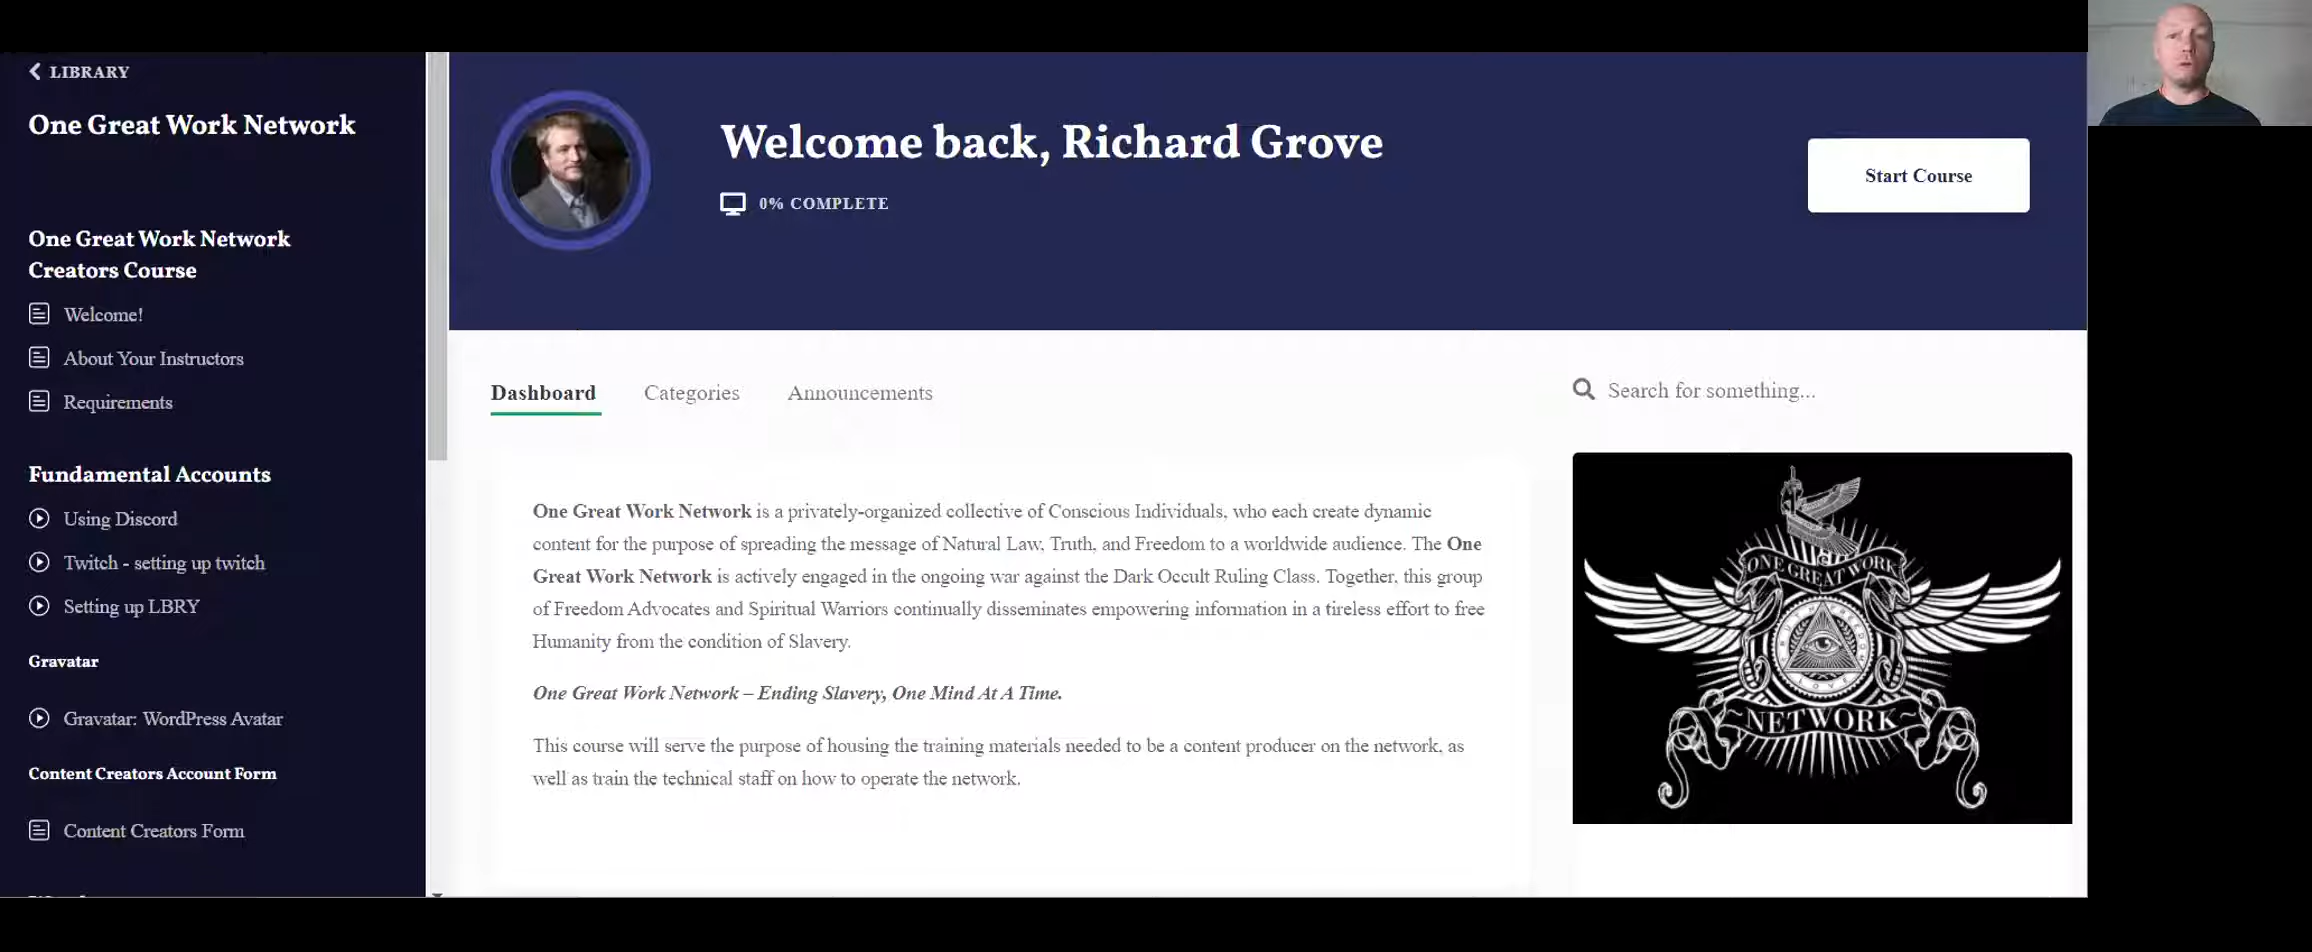 LIBRARY
One Great Work Network
One Great Work Network
Creators Course
Welcome!
About Your Instructors
Requirements
Fundamental Accounts
Using Discord
Twitch - setting up twitch
Setting up LBRY
Gravatar
Gravatar: WordPress Avatar
Content Creators Account Form
Content Creators Form
Welcome back, Richard Grove
0% COMPLETE
Start Course
Dashboard
Categories
Announcements
Search for something...
One Great Work Network is a privately-organized collective of Conscious Individuals, who each create dynamic
content for the purpose of spreading the message of Natural Law, Truth, and Freedom to a worldwide audience. The One
Great Work Network is actively engaged in the ongoing war against the Dark Occult Ruling Class. Together, this group
of Freedom Advocates and Spiritual Warriors continually disseminates empowering information in a tireless effort to free
Humanity from the condition of Slavery.
One Great Work Network – Ending Slavery, One Mind At A Time.
This course will serve the purpose of housing the training materials needed to be a content producer on the network, as
well as train the technical staff on how to operate the network.
ONE GREAT WORK
TRUTH FREEDOM
LOVE
~NETWORK~